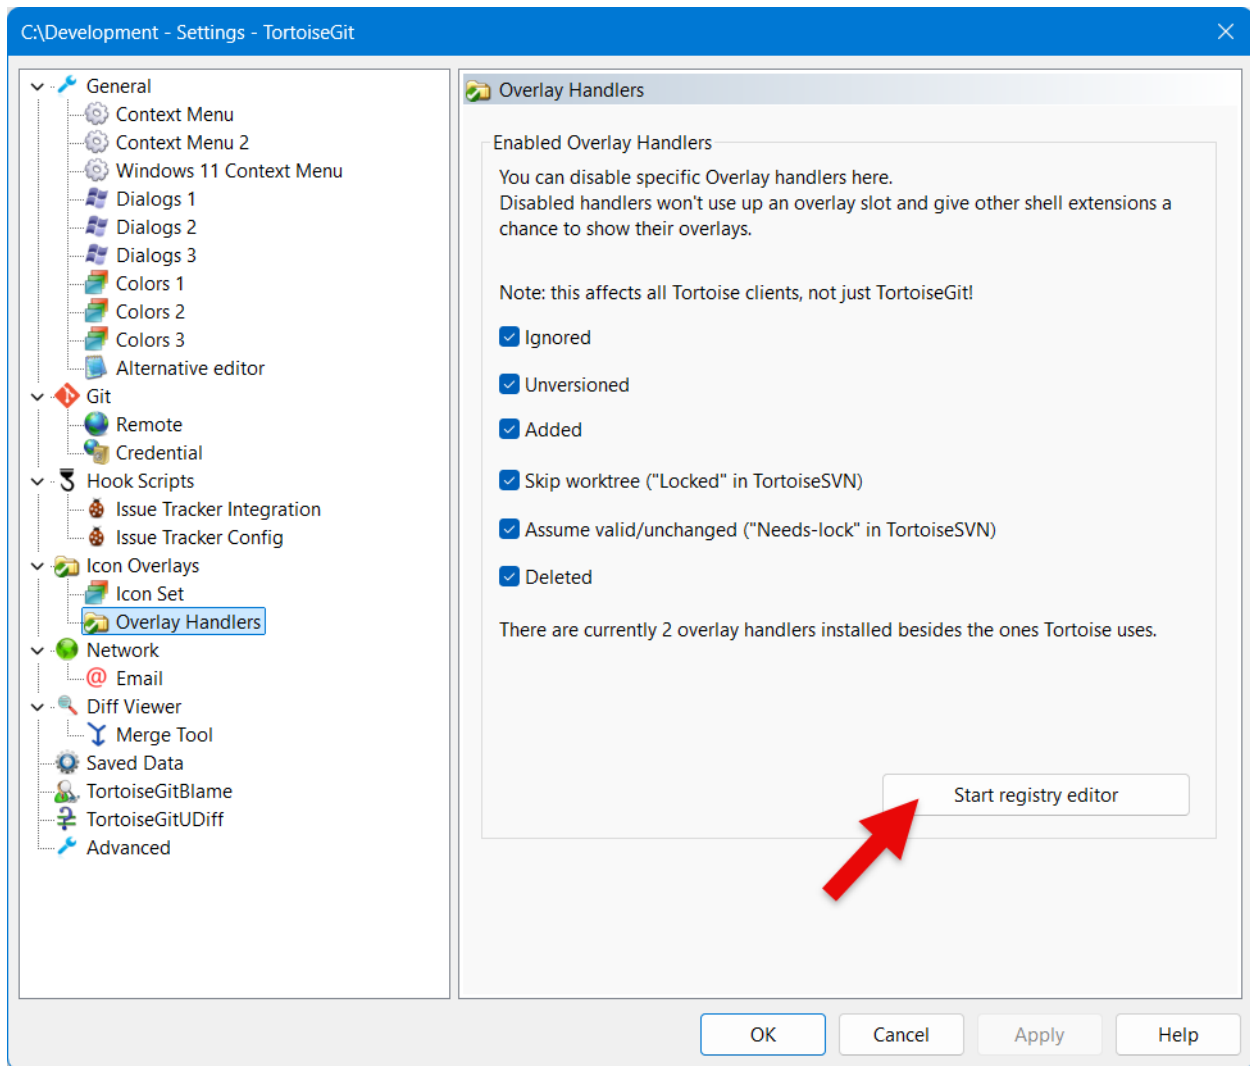 C:\Development - Settings - TortoiseGit
General
Context Menu
Context Menu 2
Windows 11 Context Menu
Dialogs 1
Dialogs 2
Dialogs 3
Colors 1
Colors 2
Colors 3
Alternative editor
Git
Remote
Credential
Hook Scripts
Issue Tracker Integration
Issue Tracker Config
Icon Overlays
Icon Set
Overlay Handlers
Network
@ Email
Diff Viewer
Merge Tool
Saved Data
TortoiseGitBlame
TortoiseGitUDiff
Advanced
Overlay Handlers
Enabled Overlay Handlers
You can disable specific Overlay handlers here.
Disabled handlers won't use up an overlay slot and give other shell extensions a
chance to show their overlays.
Note: this affects all Tortoise clients, not just TortoiseGit!
Ignored
Unversioned
Added
Skip worktree ("Locked" in TortoiseSVN)
Assume valid/unchanged ("Needs-lock" in TortoiseSVN)
Deleted
There are currently 2 overlay handlers installed besides the ones Tortoise uses.
Start registry editor
OK
Cancel
Apply
Help